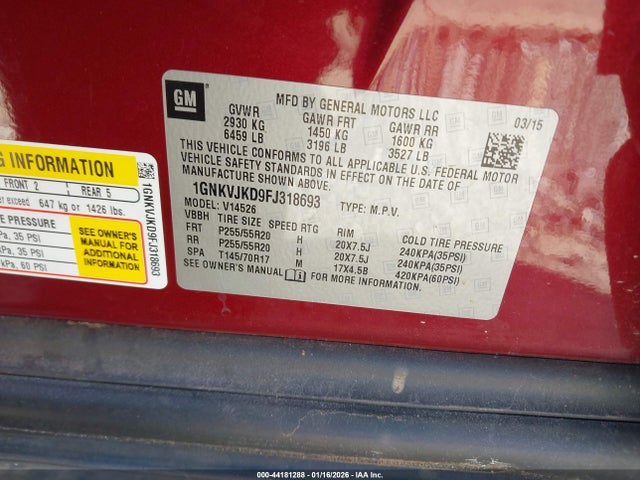 GM
MFD BY GENERAL MOTORS LLC
03/15
GVWR GAWR FRT GAWR RR
2930 KG 1450 KG 1600 KG
6459 LB 3196 LB 3527 LB
THIS VEHICLE CONFORMS TO ALL APPLICABLE U.S. FEDERAL MOTOR
VEHICLE SAFETY STANDARDS IN EFFECT ON THE DATE OF
MANUFACTURE SHOWN ABOVE.
1GNKVJKD9FJ318693
MODEL: V14526 TYPE: M.P.V.
VBBH TIRE SIZE SPEED RTG RIM COLD TIRE PRESSURE
FRT P255/55R20 H 20X7.5J 240KPA(35PSI)
RR P255/55R20 H 20X7.5J 240KPA(35PSI)
SPA T145/70R17 M 17X4.5B 420KPA(60PSI)
SEE OWNER'S MANUAL FOR MORE INFORMATION.
G INFORMATION
FRONT 2 REAR 5
exceed 647 kg or 1426 lbs.
PRESSURE
kPa, 35 PSI
kPa, 35 PSI
kPa, 60 PSI
SEE OWNER'S
MANUAL FOR
ADDITIONAL
INFORMATION
1GNKVJKD9FJ318693
000-44181288 - 01/16/2026 - IAA Inc.